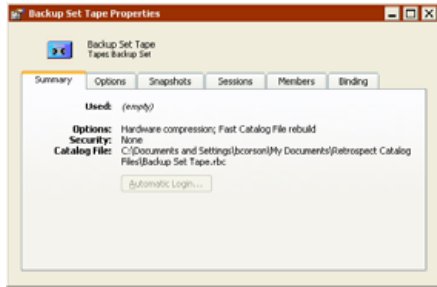 Backup Set Tape Properties
Backup Set Tape
Tapes Backup Set
Summary Options Snapshots Sessions Members Binding
Used: (empty)
Options: Hardware compression; Fast Catalog File rebuild
Security: None
Catalog File: C:\Documents and Settings\bcorson\My Documents\Retrospect Catalog
Files\Backup Set Tape.rbc
Automatic Login...